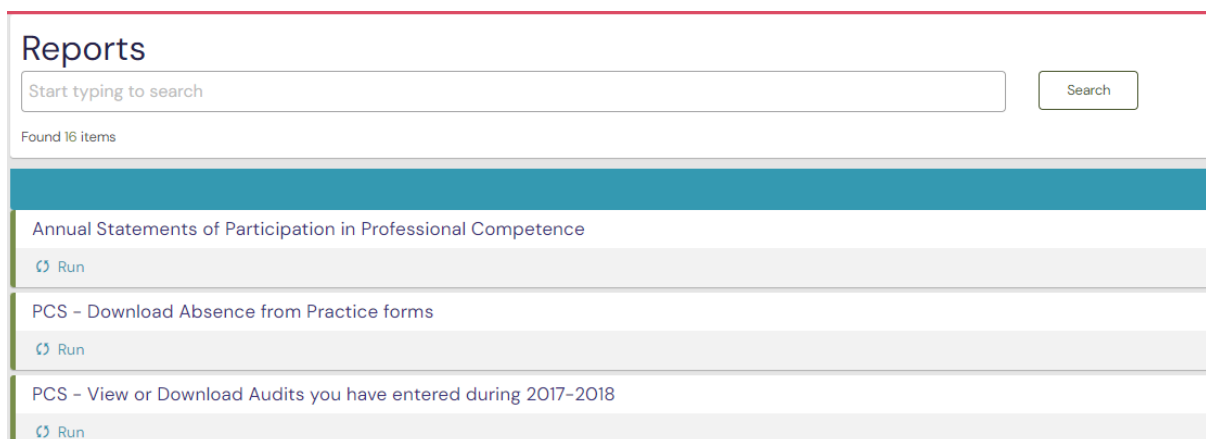 Reports
Start typing to search
Search
Found 16 items
Annual Statements of Participation in Professional Competence
Run
PCS - Download Absence from Practice forms
Run
PCS - View or Download Audits you have entered during 2017-2018
Run